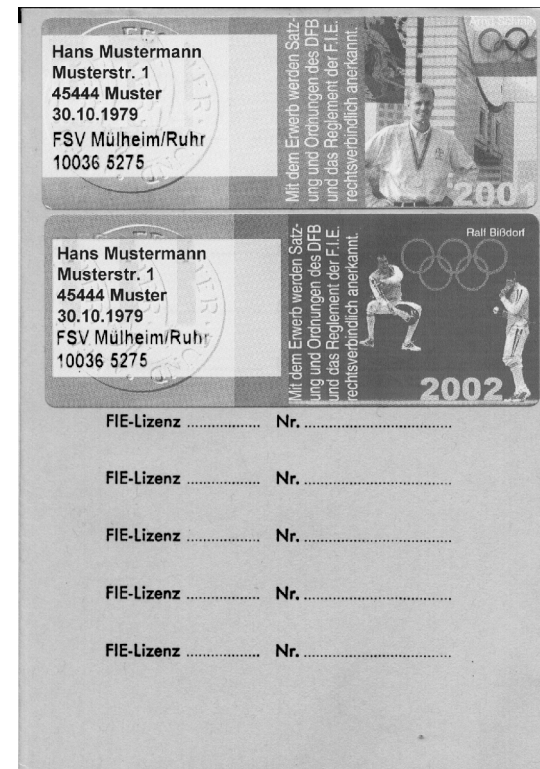 Hans Mustermann
Musterstr. 1
45444 Muster
30.10.1979
FSV Mülheim/Ruhr
10036 5275
Mit dem Erwerb werden Satz-
ung und Ordnungen des DFB
und das Reglement der F.I.E.
rechtsverbindlich anerkannt.
2001
Hans Mustermann
Musterstr. 1
45444 Muster
30.10.1979
FSV Mülheim/Ruhr
10036 5275
Mit dem Erwerb werden Satz-
ung und Ordnungen des DFB
und das Reglement der F.I.E.
rechtsverbindlich anerkannt.
Ralf Bißdorf
2002
FIE-Lizenz ................. Nr. ...................................
FIE-Lizenz ................. Nr. ...................................
FIE-Lizenz ................. Nr. ...................................
FIE-Lizenz ................. Nr. ...................................
FIE-Lizenz ................. Nr. ...................................